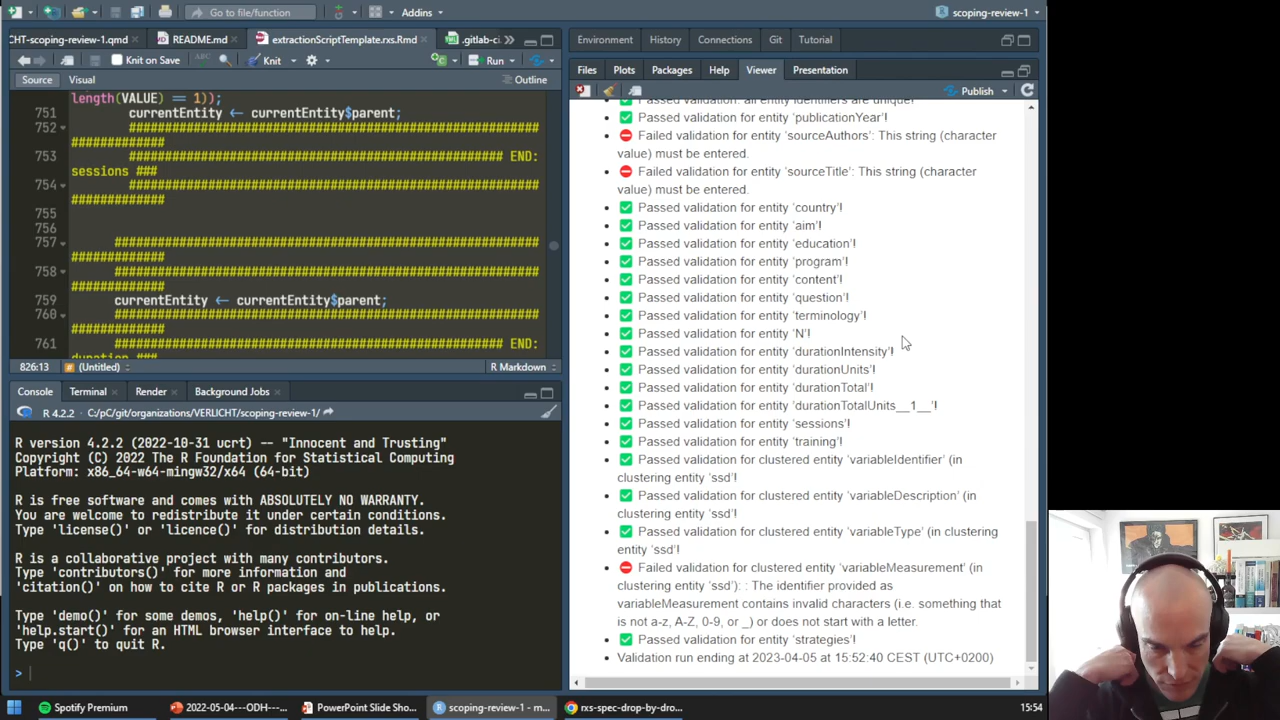 Go to file/function
Addins
scoping-review-1
CHT-scoping-review-1.qmd
README.md
extractionScriptTemplate.rxs.Rmd
.gitlab-ci
Knit on Save
Knit
Run
Source
Visual
Outline
length(VALUE) == 1));
751 currentEntity ← currentEntity$parent;
752 ####################################################
#############
753 ############################################### END:
sessions ###
754 ####################################################
#############
755
756
757 ######################################################
#############
758 ######################################################
#############
759 currentEntity ← currentEntity$parent;
760 ######################################################
#############
761 ################################################# END:
duration ###
826:13
(Untitled)
R Markdown
Console
Terminal
Render
Background Jobs
R 4.2.2 · C:/pC/git/organizations/VERLICHT/scoping-review-1/
R version 4.2.2 (2022-10-31 ucrt) -- "Innocent and Trusting"
Copyright (C) 2022 The R Foundation for Statistical Computing
Platform: x86_64-w64-mingw32/x64 (64-bit)
R is free software and comes with ABSOLUTELY NO WARRANTY.
You are welcome to redistribute it under certain conditions.
Type 'license()' or 'licence()' for distribution details.
R is a collaborative project with many contributors.
Type 'contributors()' for more information and
'citation()' on how to cite R or R packages in publications.
Type 'demo()' for some demos, 'help()' for on-line help, or
'help.start()' for an HTML browser interface to help.
Type 'q()' to quit R.
>
Environment
History
Connections
Git
Tutorial
Files
Plots
Packages
Help
Viewer
Presentation
Publish
Passed validation: all entity identifiers are unique!
Passed validation for entity ‘publicationYear’!
Failed validation for entity ‘sourceAuthors’: This string (character
value) must be entered.
Failed validation for entity ‘sourceTitle’: This string (character
value) must be entered.
Passed validation for entity ‘country’!
Passed validation for entity ‘aim’!
Passed validation for entity ‘education’!
Passed validation for entity ‘program’!
Passed validation for entity ‘content’!
Passed validation for entity ‘question’!
Passed validation for entity ‘terminology’!
Passed validation for entity ‘N’!
Passed validation for entity ‘durationIntensity’!
Passed validation for entity ‘durationUnits’!
Passed validation for entity ‘durationTotal’!
Passed validation for entity ‘durationTotalUnits__1__’!
Passed validation for entity ‘sessions’!
Passed validation for entity ‘training’!
Passed validation for clustered entity ‘variableIdentifier’ (in
clustering entity ‘ssd’!
Passed validation for clustered entity ‘variableDescription’ (in
clustering entity ‘ssd’!
Passed validation for clustered entity ‘variableType’ (in clustering
entity ‘ssd’!
Failed validation for clustered entity ‘variableMeasurement’ (in
clustering entity ‘ssd’): : The identifier provided as
variableMeasurement contains invalid characters (i.e. something that
is not a-z, A-Z, 0-9, or _) or does not start with a letter.
Passed validation for entity ‘strategies’!
Validation run ending at 2023-04-05 at 15:52:40 CEST (UTC+0200)
Spotify Premium
2022-05-04---ODH-...
PowerPoint Slide Sho...
scoping-review-1 - m...
rxs-spec-drop-by-dro...
15:54